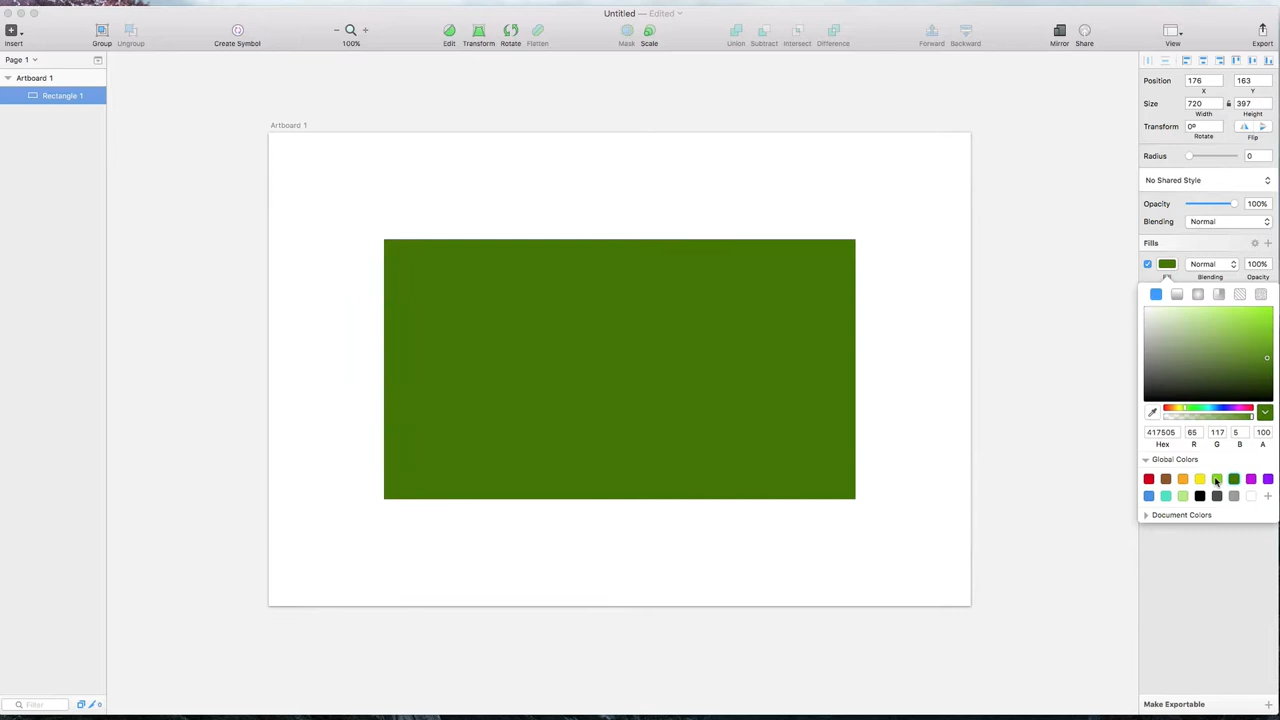 Untitled — Edited
Insert
Group
Ungroup
Create Symbol
100%
Edit
Transform
Rotate
Flatten
Mask
Scale
Union
Subtract
Intersect
Difference
Forward
Backward
Mirror
Share
View
Export
Page 1
Artboard 1
Rectangle 1
Artboard 1
Position 176 163
X Y
Size 720 397
Width Height
Transform 0º
Rotate Flip
Radius 0
No Shared Style
Opacity 100%
Blending Normal
Fills
Normal 100%
Blending Opacity
417505 65 117 5 100
Hex R G B A
Global Colors
Document Colors
Filter 0
Make Exportable